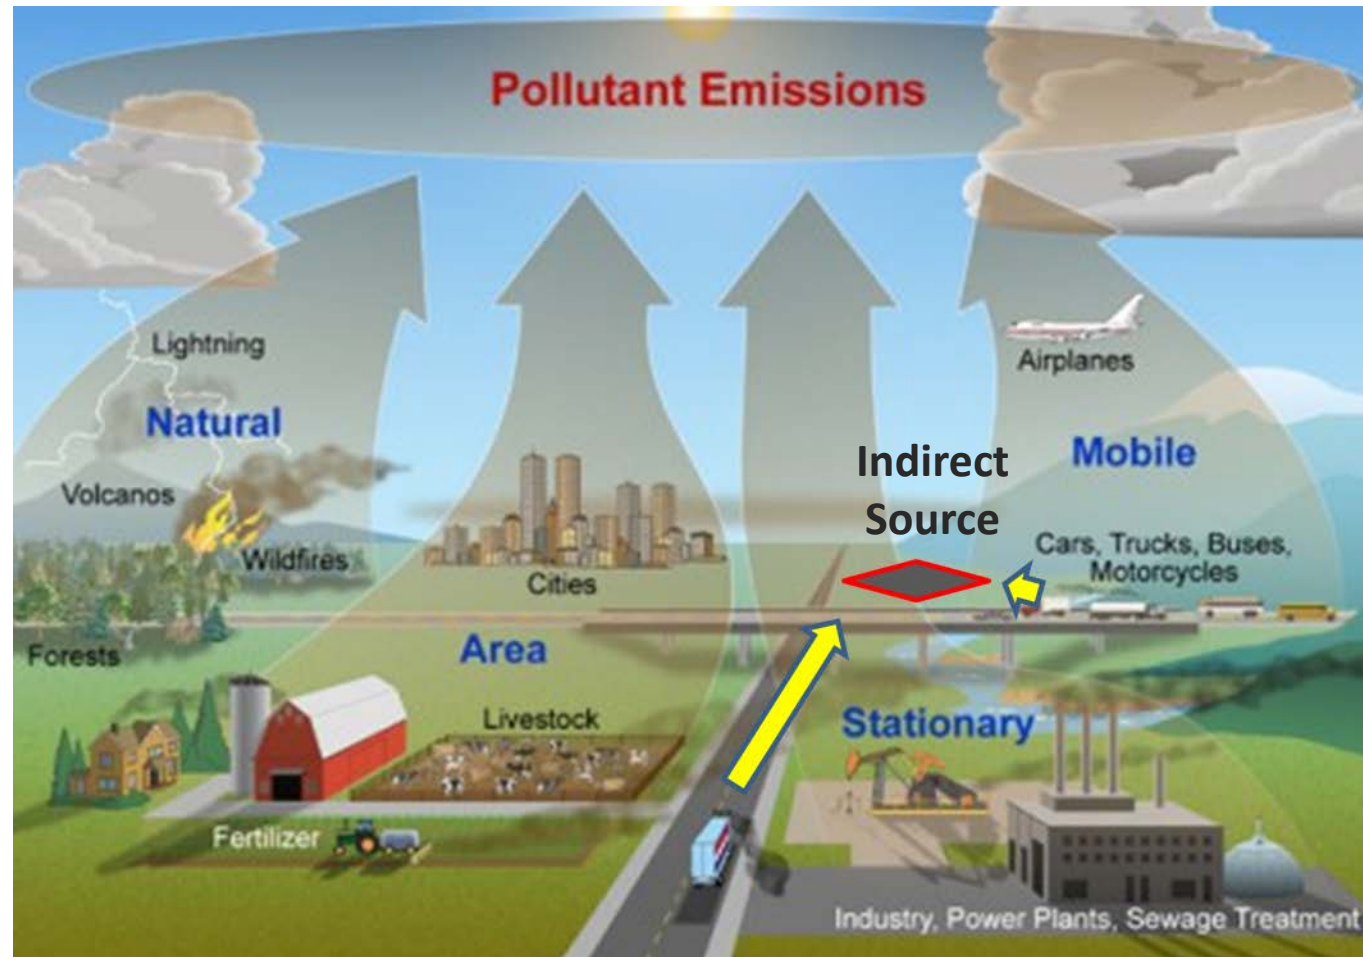 Pollutant Emissions
Lightning
Natural
Volcanos
Wildfires
Forests
Cities
Area
Livestock
Fertilizer
Airplanes
Indirect
Source
Mobile
Cars, Trucks, Buses,
Motorcycles
Stationary
Industry, Power Plants, Sewage Treatment